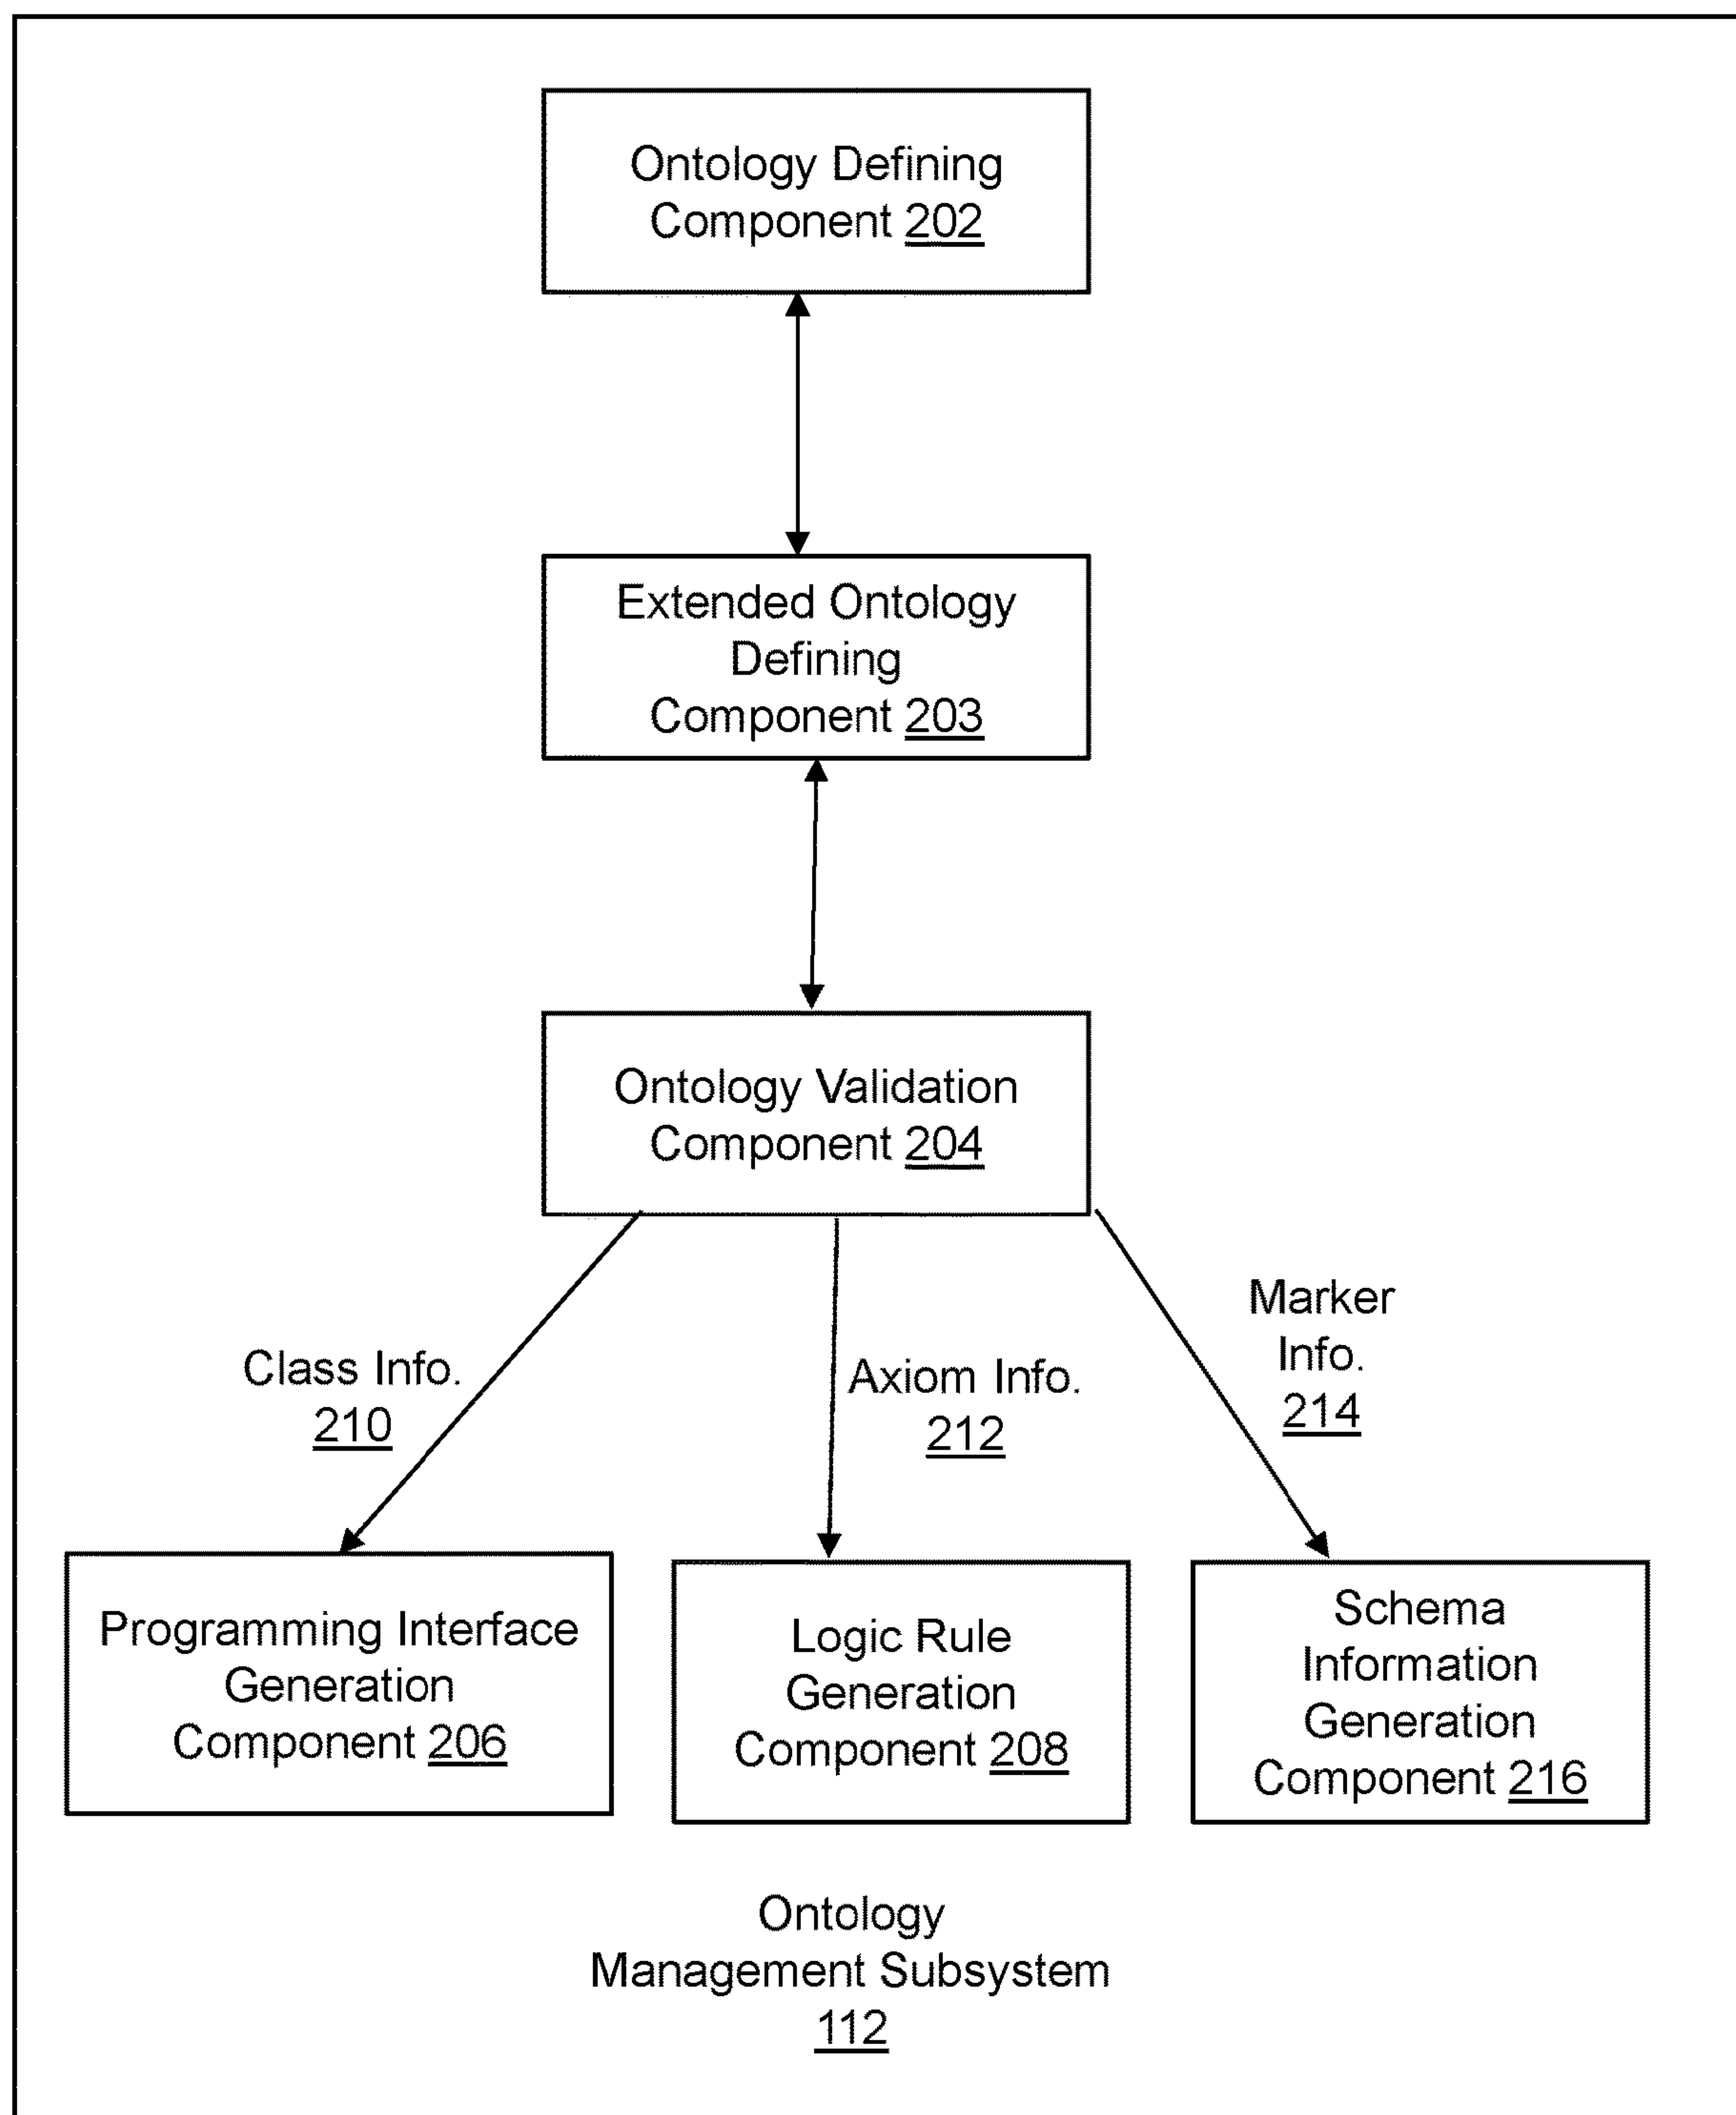 Ontology Defining
Component 202
Extended Ontology
Defining
Component 203
Ontology Validation
Component 204
Class Info.
210
Axiom Info.
212
Marker
Info.
214
Programming Interface
Generation
Component 206
Logic Rule
Generation
Component 208
Schema
Information
Generation
Component 216
Ontology
Management Subsystem
112